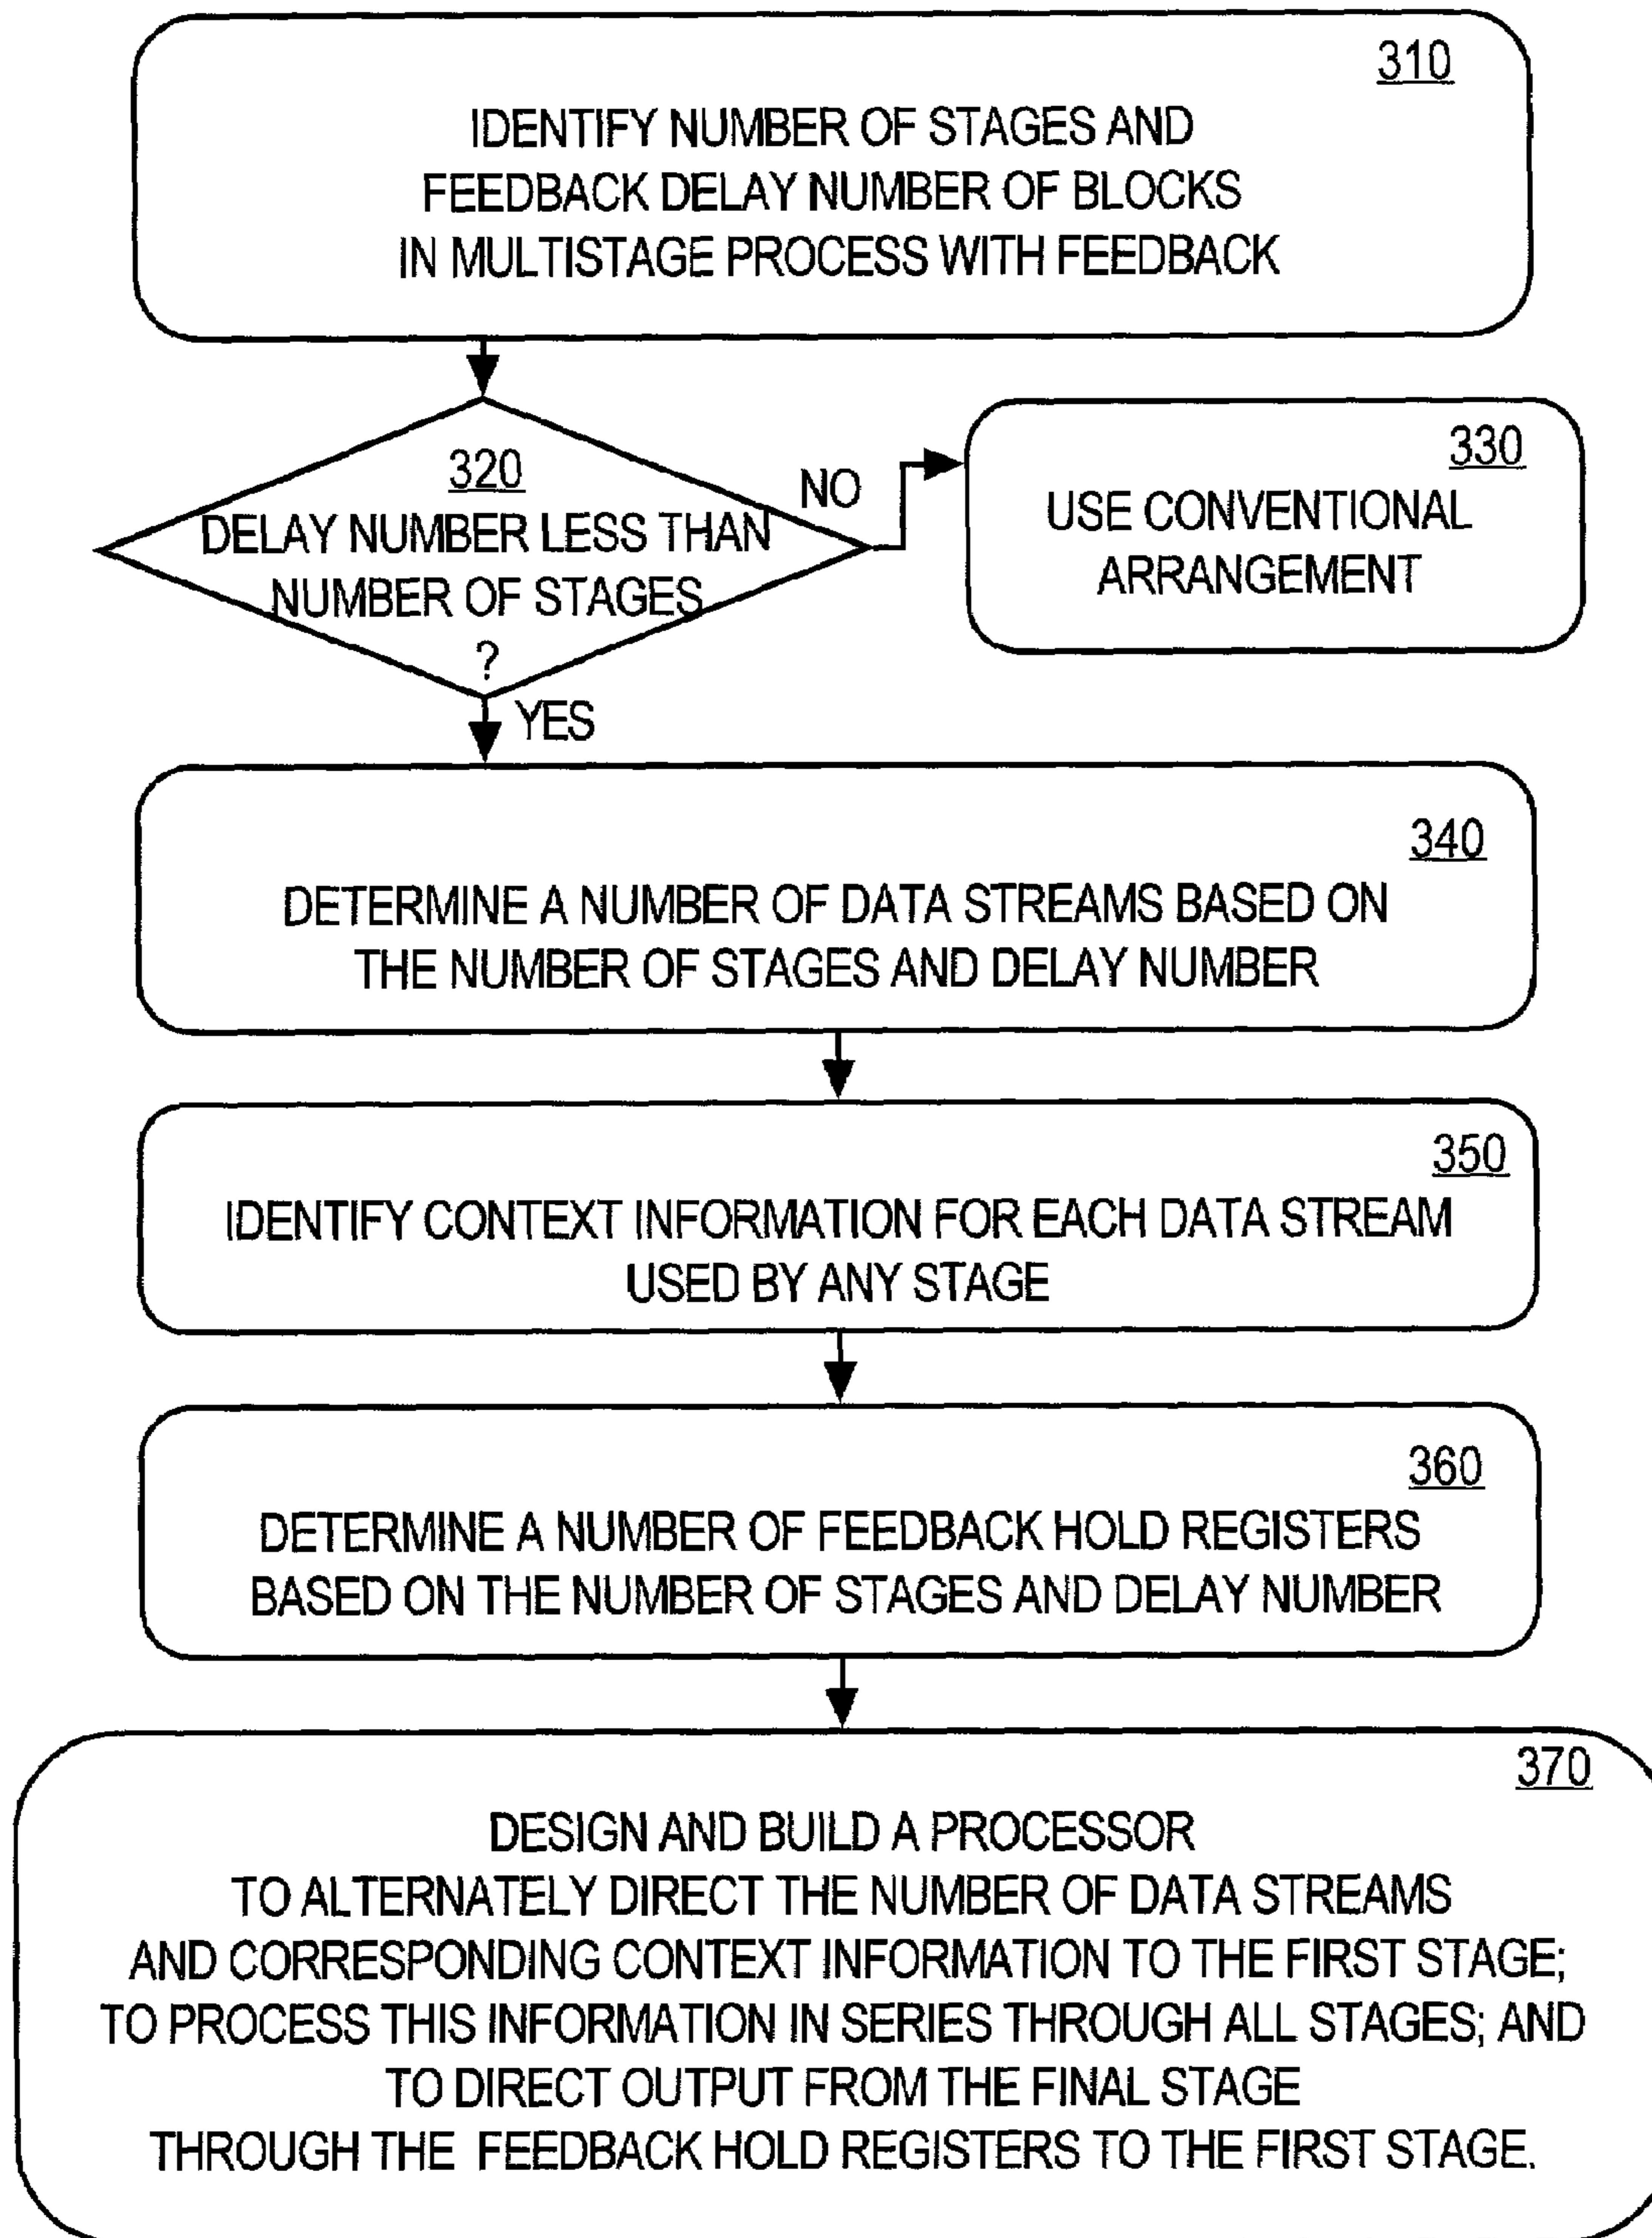 310
IDENTIFY NUMBER OF STAGES AND
FEEDBACK DELAY NUMBER OF BLOCKS
IN MULTISTAGE PROCESS WITH FEEDBACK
320
DELAY NUMBER LESS THAN
NUMBER OF STAGES
?
NO
330
USE CONVENTIONAL
ARRANGEMENT
YES
340
DETERMINE A NUMBER OF DATA STREAMS BASED ON
THE NUMBER OF STAGES AND DELAY NUMBER
350
IDENTIFY CONTEXT INFORMATION FOR EACH DATA STREAM
USED BY ANY STAGE
360
DETERMINE A NUMBER OF FEEDBACK HOLD REGISTERS
BASED ON THE NUMBER OF STAGES AND DELAY NUMBER
370
DESIGN AND BUILD A PROCESSOR
TO ALTERNATELY DIRECT THE NUMBER OF DATA STREAMS
AND CORRESPONDING CONTEXT INFORMATION TO THE FIRST STAGE;
TO PROCESS THIS INFORMATION IN SERIES THROUGH ALL STAGES; AND
TO DIRECT OUTPUT FROM THE FINAL STAGE
THROUGH THE FEEDBACK HOLD REGISTERS TO THE FIRST STAGE.